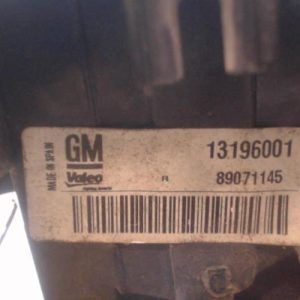 MADE IN SPAIN
GM 13196001
Valeo R 89071145